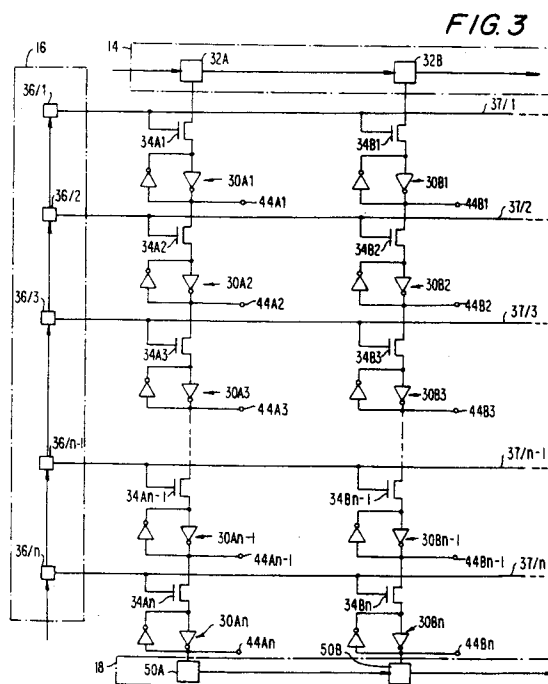 FIG. 3
16
14
32A
32B
36/1
37/1
34A1
34B1
30A1
30B1
44A1
44B1
36/2
37/2
34A2
34B2
30A2
30B2
44A2
44B2
36/3
37/3
34A3
34B3
30A3
30B3
44A3
44B3
36/n-1
37/n-1
34An-1
34Bn-1
30An-1
30Bn-1
44An-1
44Bn-1
36/n
37/n
34An
34Bn
30An
30Bn
44An
44Bn
18
50A
50B